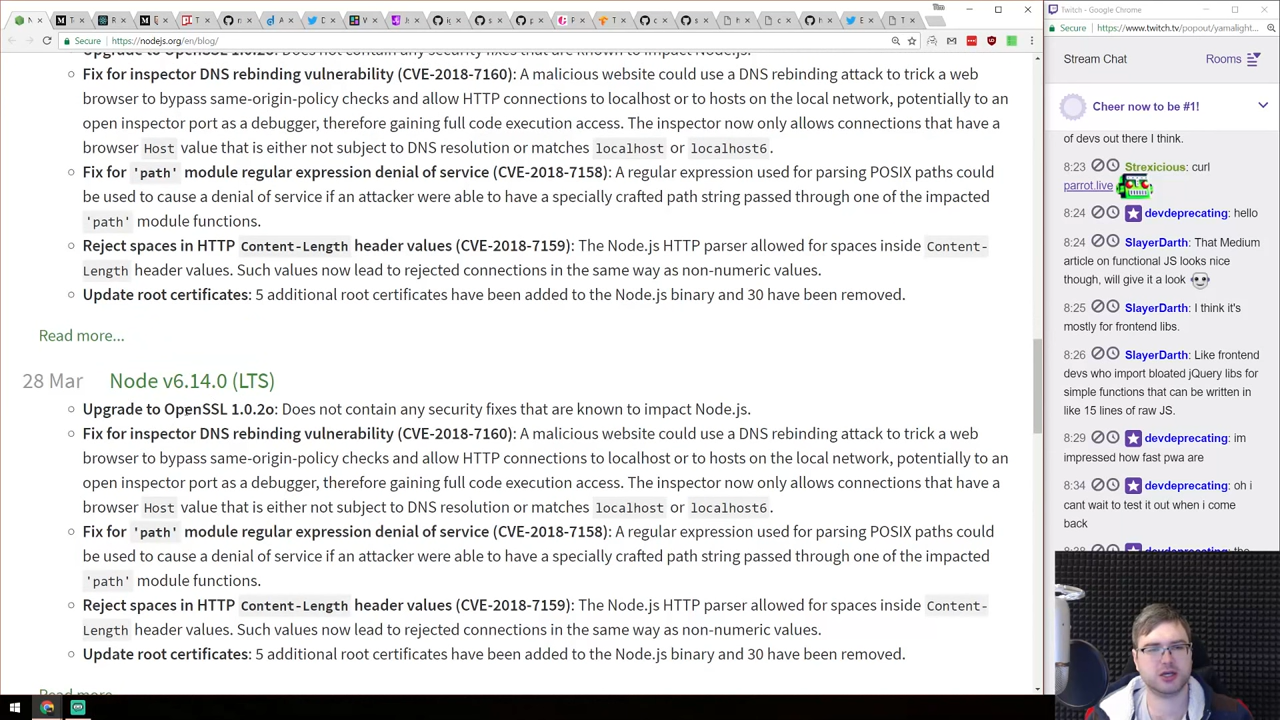 Twitch - Google Chrome
Secure
https://nodejs.org/en/blog/
Secure
https://www.twitch.tv/popout/yamalight...
Upgrade to OpenSSL 1.0.2o: Does not contain any security fixes that are known to impact Node.js.
Fix for inspector DNS rebinding vulnerability (CVE-2018-7160): A malicious website could use a DNS rebinding attack to trick a web
browser to bypass same-origin-policy checks and allow HTTP connections to localhost or to hosts on the local network, potentially to an
open inspector port as a debugger, therefore gaining full code execution access. The inspector now only allows connections that have a
browser Host value that is either not subject to DNS resolution or matches localhost or localhost6.
Fix for 'path' module regular expression denial of service (CVE-2018-7158): A regular expression used for parsing POSIX paths could
be used to cause a denial of service if an attacker were able to have a specially crafted path string passed through one of the impacted
'path' module functions.
Reject spaces in HTTP Content-Length header values (CVE-2018-7159): The Node.js HTTP parser allowed for spaces inside Content-
Length header values. Such values now lead to rejected connections in the same way as non-numeric values.
Update root certificates: 5 additional root certificates have been added to the Node.js binary and 30 have been removed.
Read more...
28 Mar Node v6.14.0 (LTS)
Upgrade to OpenSSL 1.0.2o: Does not contain any security fixes that are known to impact Node.js.
Fix for inspector DNS rebinding vulnerability (CVE-2018-7160): A malicious website could use a DNS rebinding attack to trick a web
browser to bypass same-origin-policy checks and allow HTTP connections to localhost or to hosts on the local network, potentially to an
open inspector port as a debugger, therefore gaining full code execution access. The inspector now only allows connections that have a
browser Host value that is either not subject to DNS resolution or matches localhost or localhost6.
Fix for 'path' module regular expression denial of service (CVE-2018-7158): A regular expression used for parsing POSIX paths could
be used to cause a denial of service if an attacker were able to have a specially crafted path string passed through one of the impacted
'path' module functions.
Reject spaces in HTTP Content-Length header values (CVE-2018-7159): The Node.js HTTP parser allowed for spaces inside Content-
Length header values. Such values now lead to rejected connections in the same way as non-numeric values.
Update root certificates: 5 additional root certificates have been added to the Node.js binary and 30 have been removed.
Read more
Stream Chat
Rooms
Cheer now to be #1!
of devs out there I think.
8:23 Strexicious: curl
parrot.live
8:24 devdeprecating: hello
8:24 SlayerDarth: That Medium
article on functional JS looks nice
though, will give it a look
8:25 SlayerDarth: I think it's
mostly for frontend libs.
8:26 SlayerDarth: Like frontend
devs who import bloated jQuery libs for
simple functions that can be written in
like 15 lines of raw JS.
8:29 devdeprecating: im
impressed how fast pwa are
8:34 devdeprecating: oh i
cant wait to test it out when i come
back
8:38 devdeprecating: the